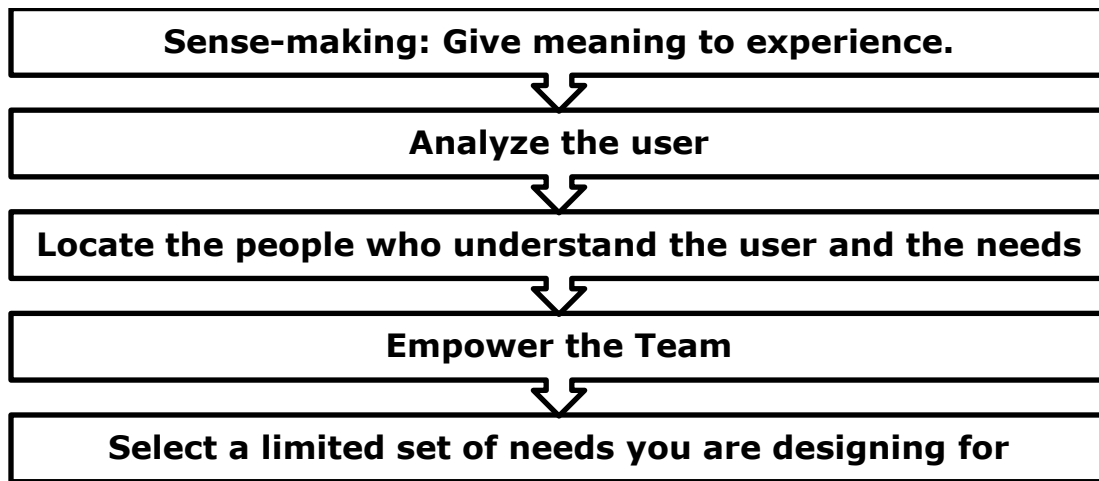 Sense-making: Give meaning to experience.
Analyze the user
Locate the people who understand the user and the needs
Empower the Team
Select a limited set of needs you are designing for